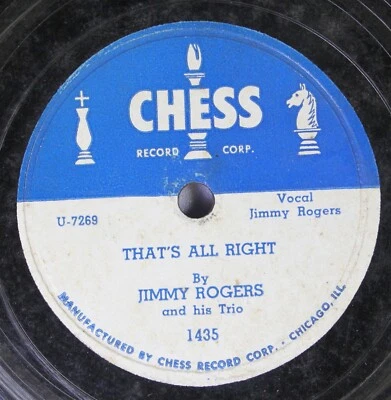 CHESS
RECORD CORP.
U-7269
Vocal
Jimmy Rogers
THAT'S ALL RIGHT
By
JIMMY ROGERS
and his Trio
1435
MANUFACTURED BY CHESS RECORD CORP. · CHICAGO, ILL